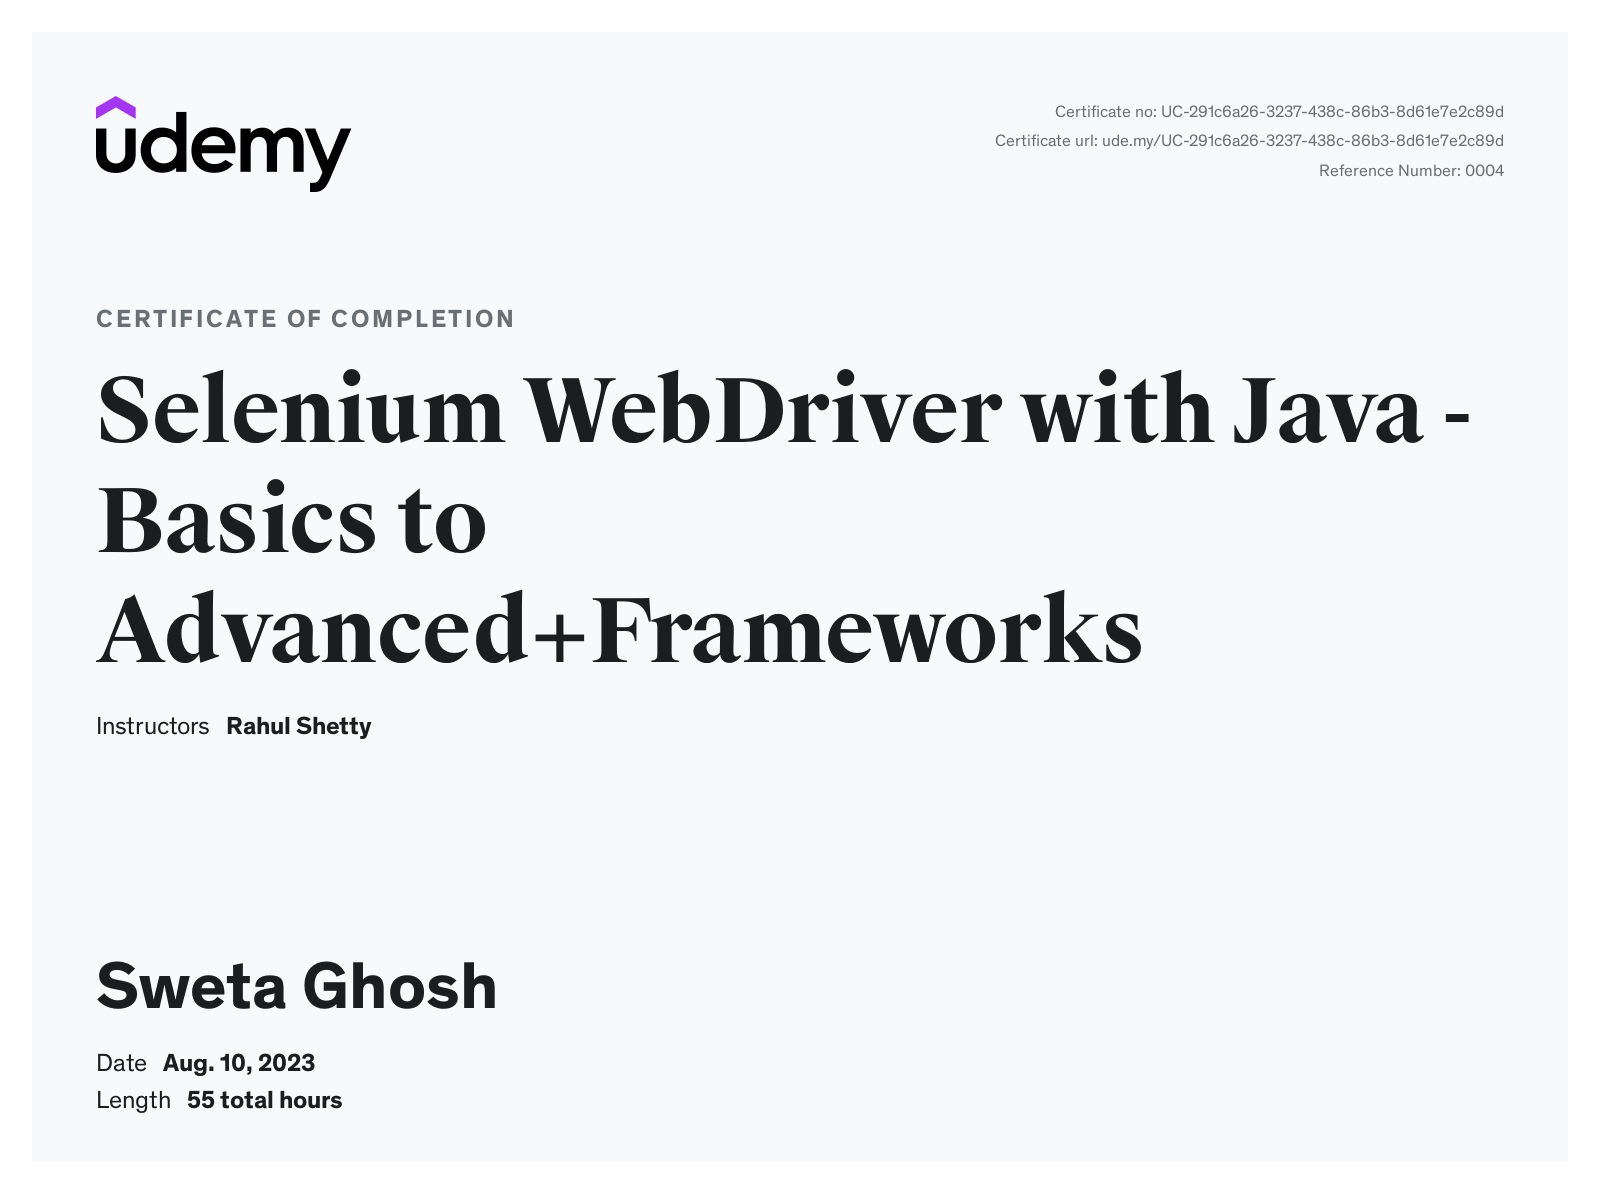 udemy
Certificate no: UC-291c6a26-3237-438c-86b3-8d61e7e2c89d
Certificate url: ude.my/UC-291c6a26-3237-438c-86b3-8d61e7e2c89d
Reference Number: 0004
CERTIFICATE OF COMPLETION
Selenium WebDriver with Java -
Basics to
Advanced+Frameworks
Instructors Rahul Shetty
Sweta Ghosh
Date Aug. 10, 2023
Length 55 total hours